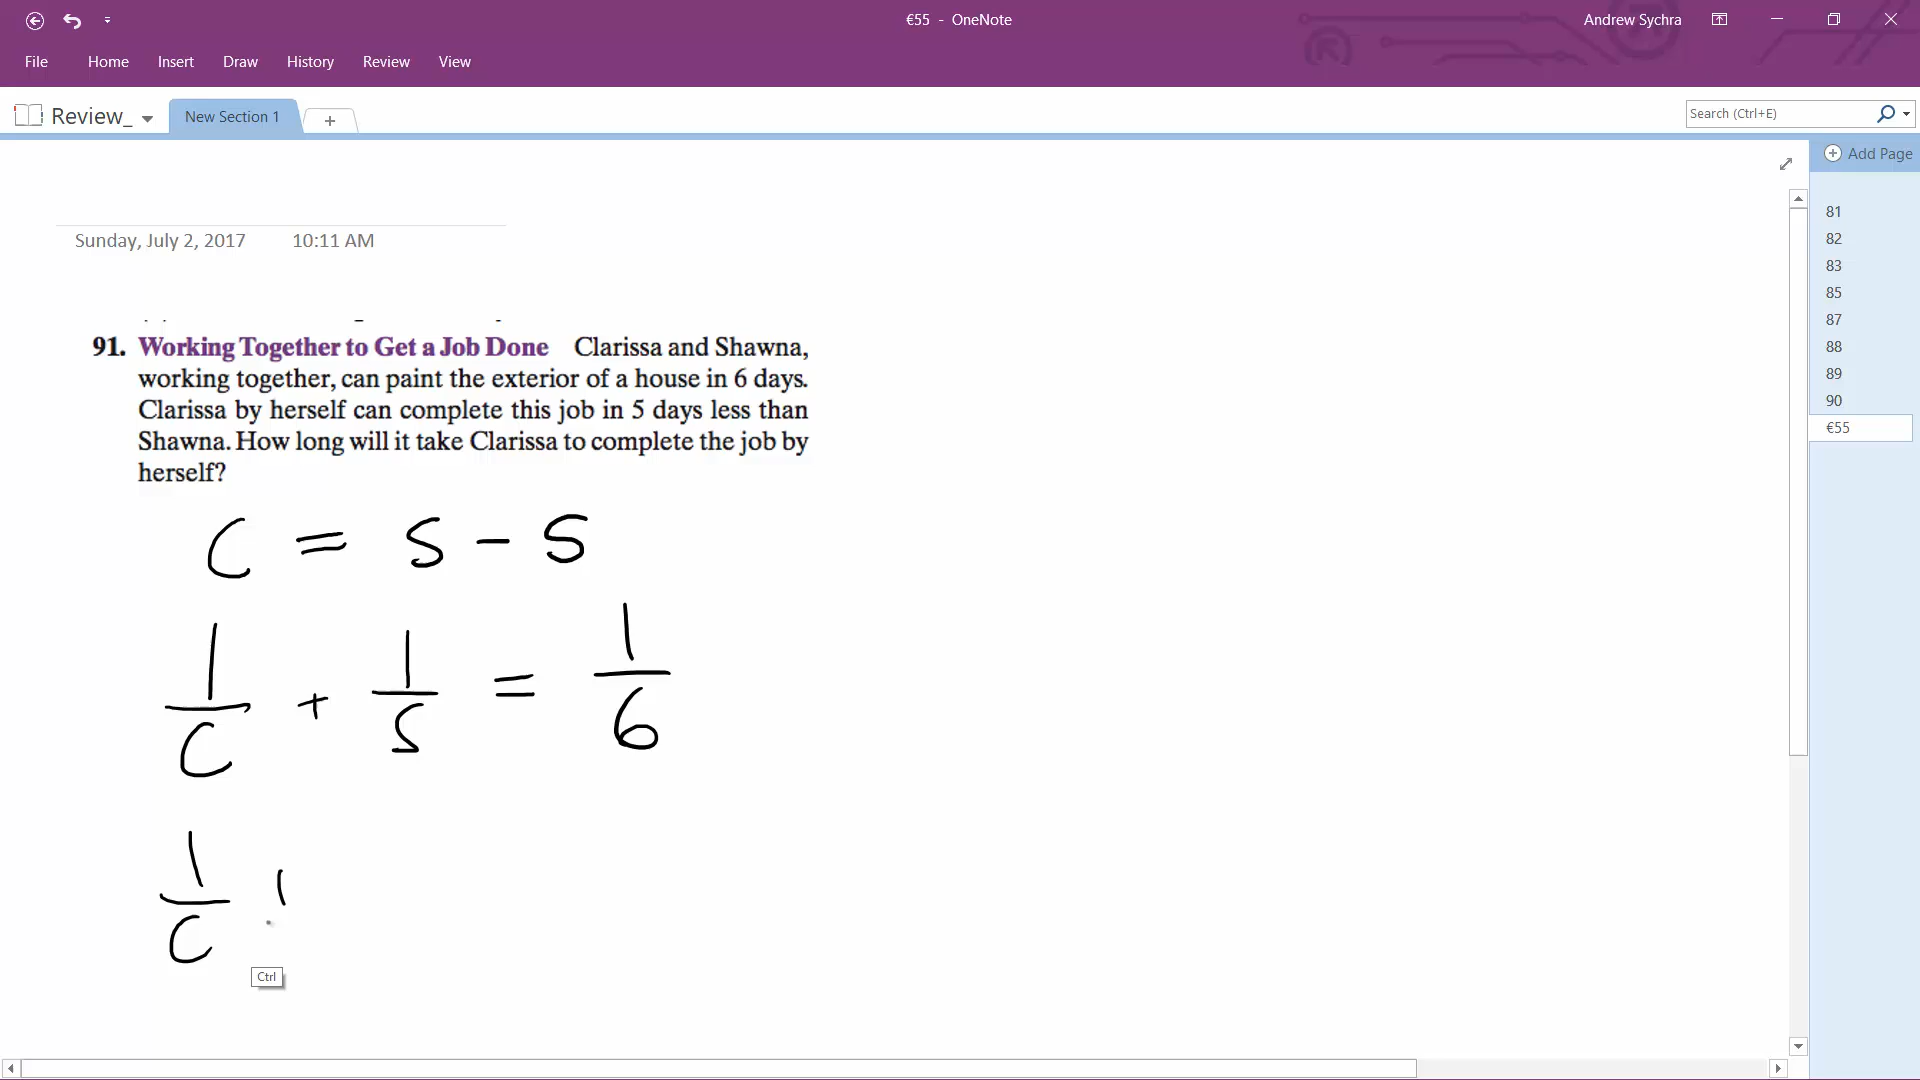 €55 - OneNote
Andrew Sychra
File Home Insert Draw History Review View
Review_
New Section 1
+
Search (Ctrl+E)
Add Page
81
82
83
85
87
88
89
90
€55
Sunday, July 2, 2017 10:11 AM
91. Working Together to Get a Job Done Clarissa and Shawna,
working together, can paint the exterior of a house in 6 days.
Clarissa by herself can complete this job in 5 days less than
Shawna. How long will it take Clarissa to complete the job by
herself?
C = S - 5
1/C + 1/S = 1/6
1/C 1
Ctrl